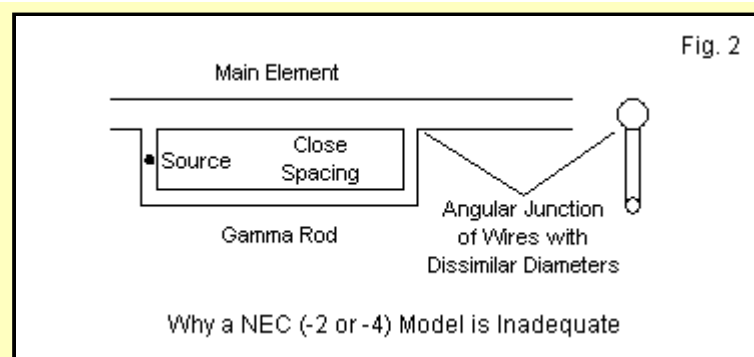 Fig. 2
Main Element
Source
Close
Spacing
Gamma Rod
Angular Junction
of Wires with
Dissimilar Diameters
Why a NEC (-2 or -4) Model is Inadequate